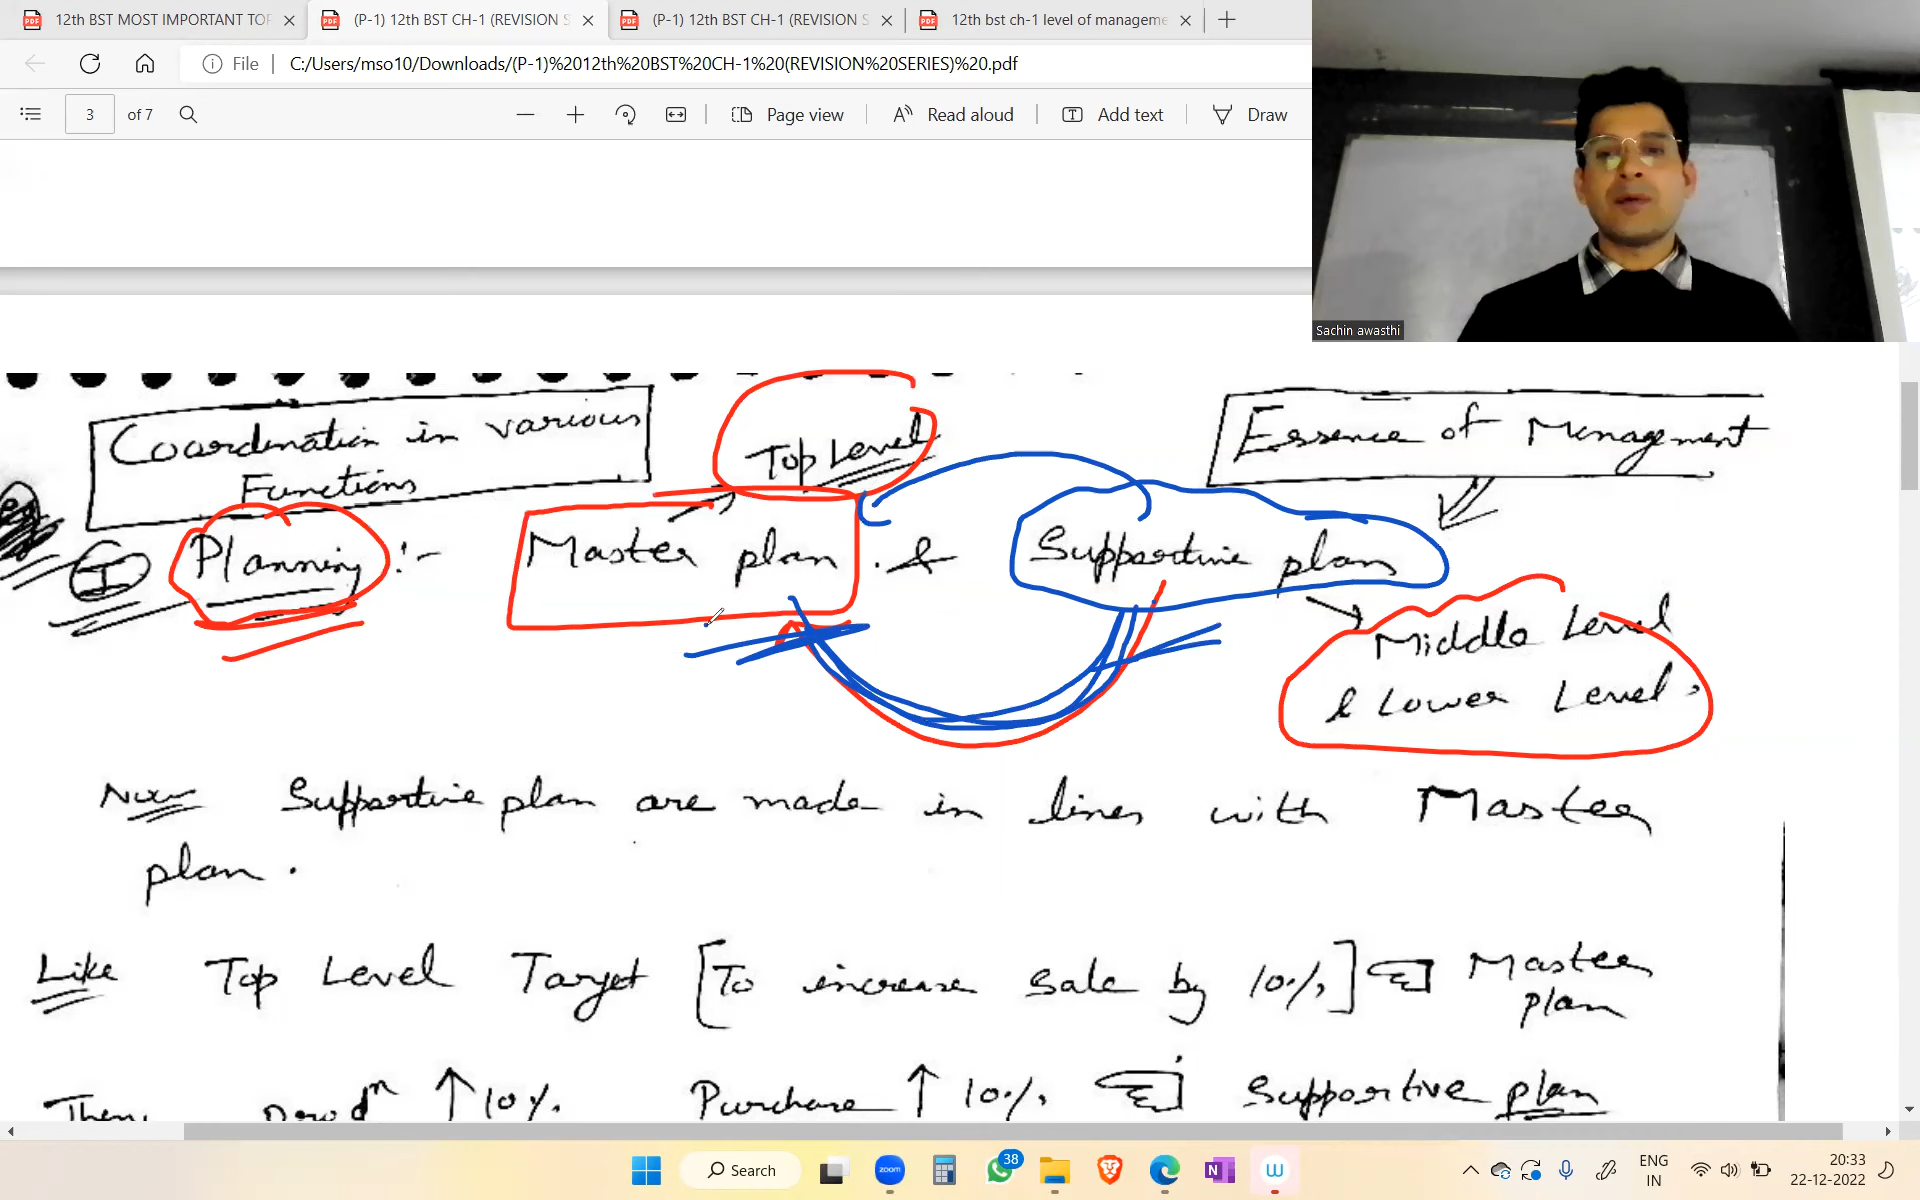 12th BST MOST IMPORTANT TOP
(P-1) 12th BST CH-1 (REVISION S
(P-1) 12th BST CH-1 (REVISION S
12th bst ch-1 level of manageme
File
C:/Users/mso10/Downloads/(P-1)%2012th%20BST%20CH-1%20(REVISION%20SERIES)%20.pdf
3 of 7
Page view
Read aloud
Add text
Draw
Sachin awasthi
Coordination in various
Functions
Top Level
Essence of Management
I Planning :- Master plan & Supportive plan
Middle Level
& Lower Level.
Now Supportive plan are made in lines with Master
plan.
Like Top Level Target [To increase sale by 10%] Master
plan
Then, Prodn ↑ 10% Purchase ↑ 10% Supportive plan
Search
zoom
38
ENG
IN
20:33
22-12-2022